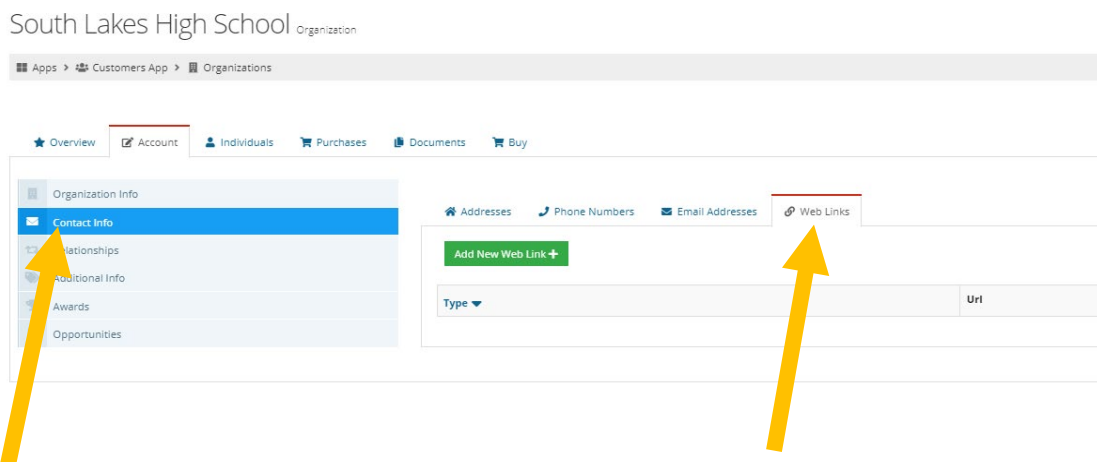 South Lakes High School Organization
Apps > Customers App > Organizations
Overview Account Individuals Purchases Documents Buy
Organization Info
Contact Info
Relationships
Additional Info
Awards
Opportunities
Addresses Phone Numbers Email Addresses Web Links
Add New Web Link +
Type Url